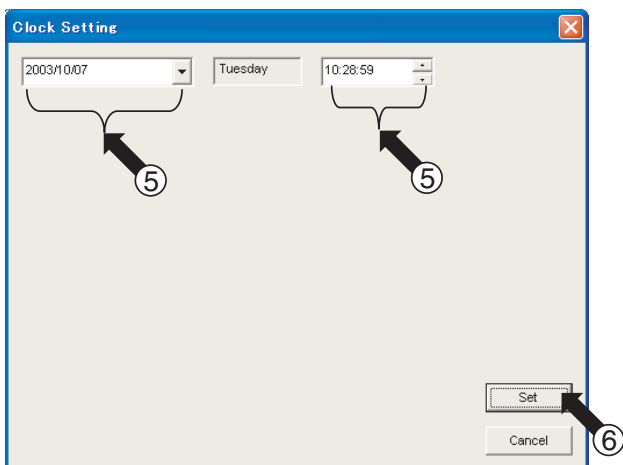 Clock Setting
2003/10/07 Tuesday 10:28:59
⑤ ⑤
Set
⑥
Cancel